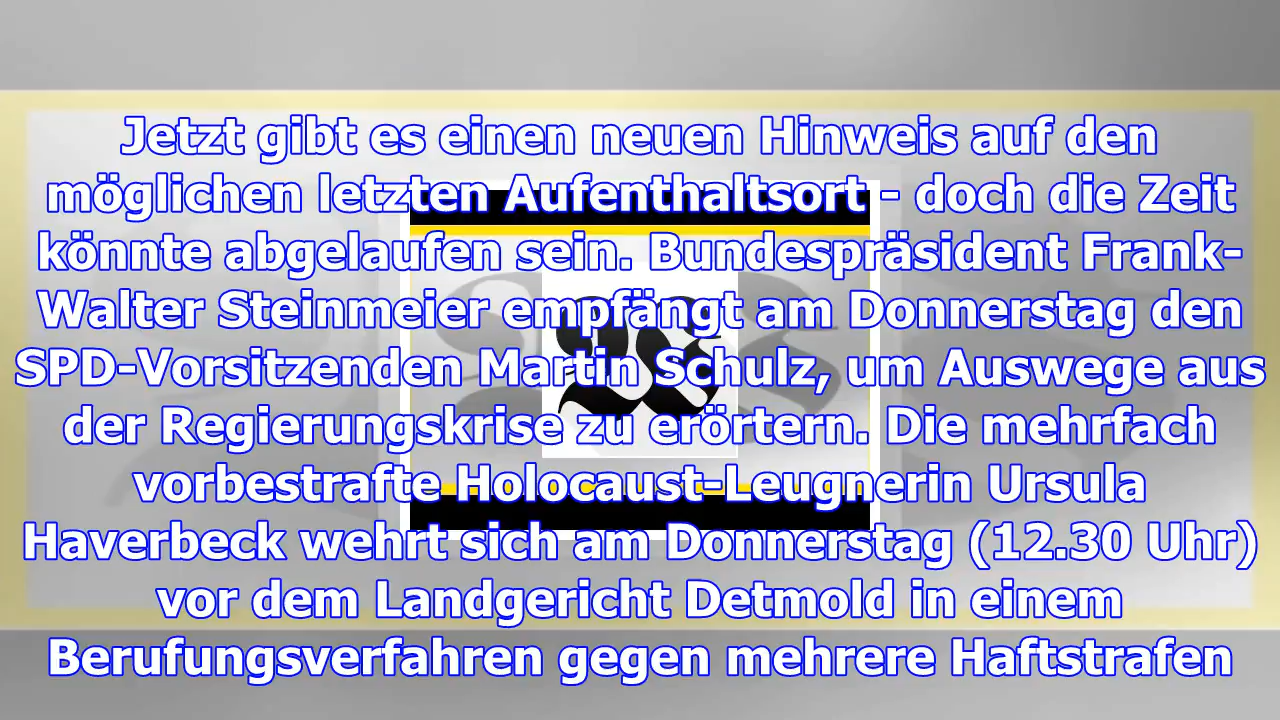 Jetzt gibt es einen neuen Hinweis auf den
möglichen letzten Aufenthaltsort - doch die Zeit
könnte abgelaufen sein. Bundespräsident Frank-
Walter Steinmeier empfängt am Donnerstag den
SPD-Vorsitzenden Martin Schulz, um Auswege aus
der Regierungskrise zu erörtern. Die mehrfach
vorbestrafte Holocaust-Leugnerin Ursula
Haverbeck wehrt sich am Donnerstag (12.30 Uhr)
vor dem Landgericht Detmold in einem
Berufungsverfahren gegen mehrere Haftstrafen